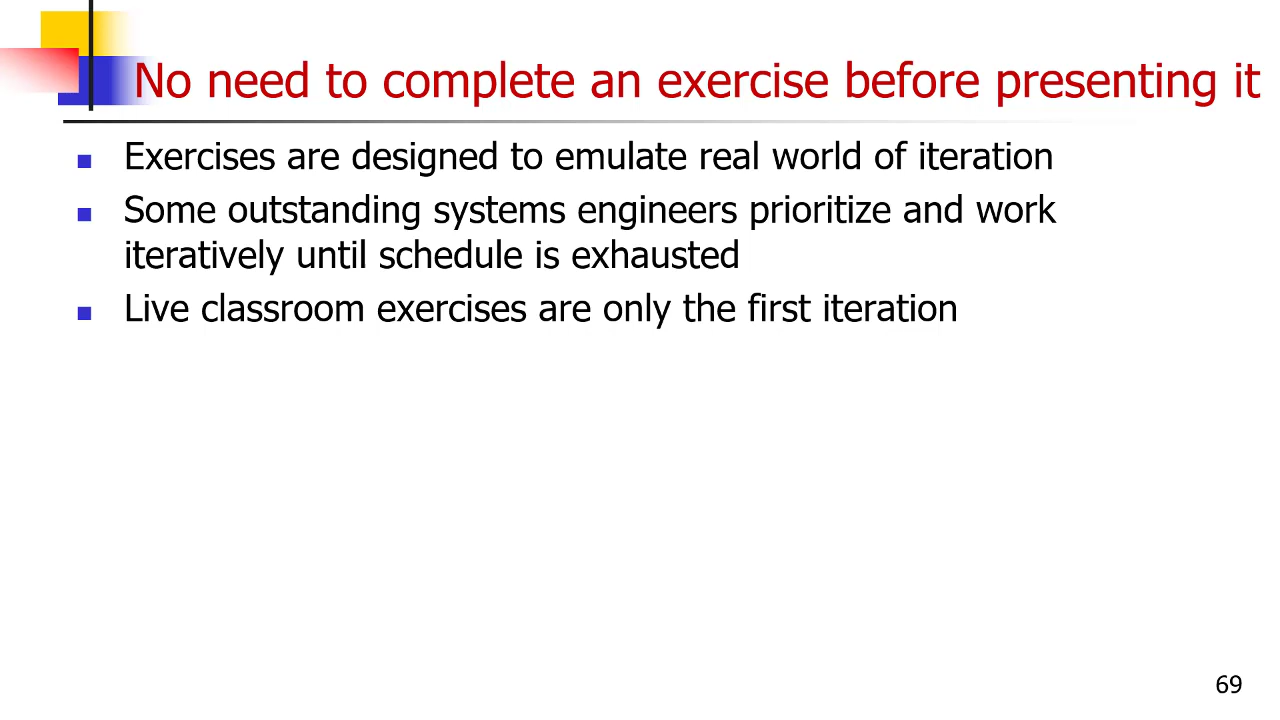 No need to complete an exercise before presenting it
Exercises are designed to emulate real world of iteration
Some outstanding systems engineers prioritize and work
iteratively until schedule is exhausted
Live classroom exercises are only the first iteration
69